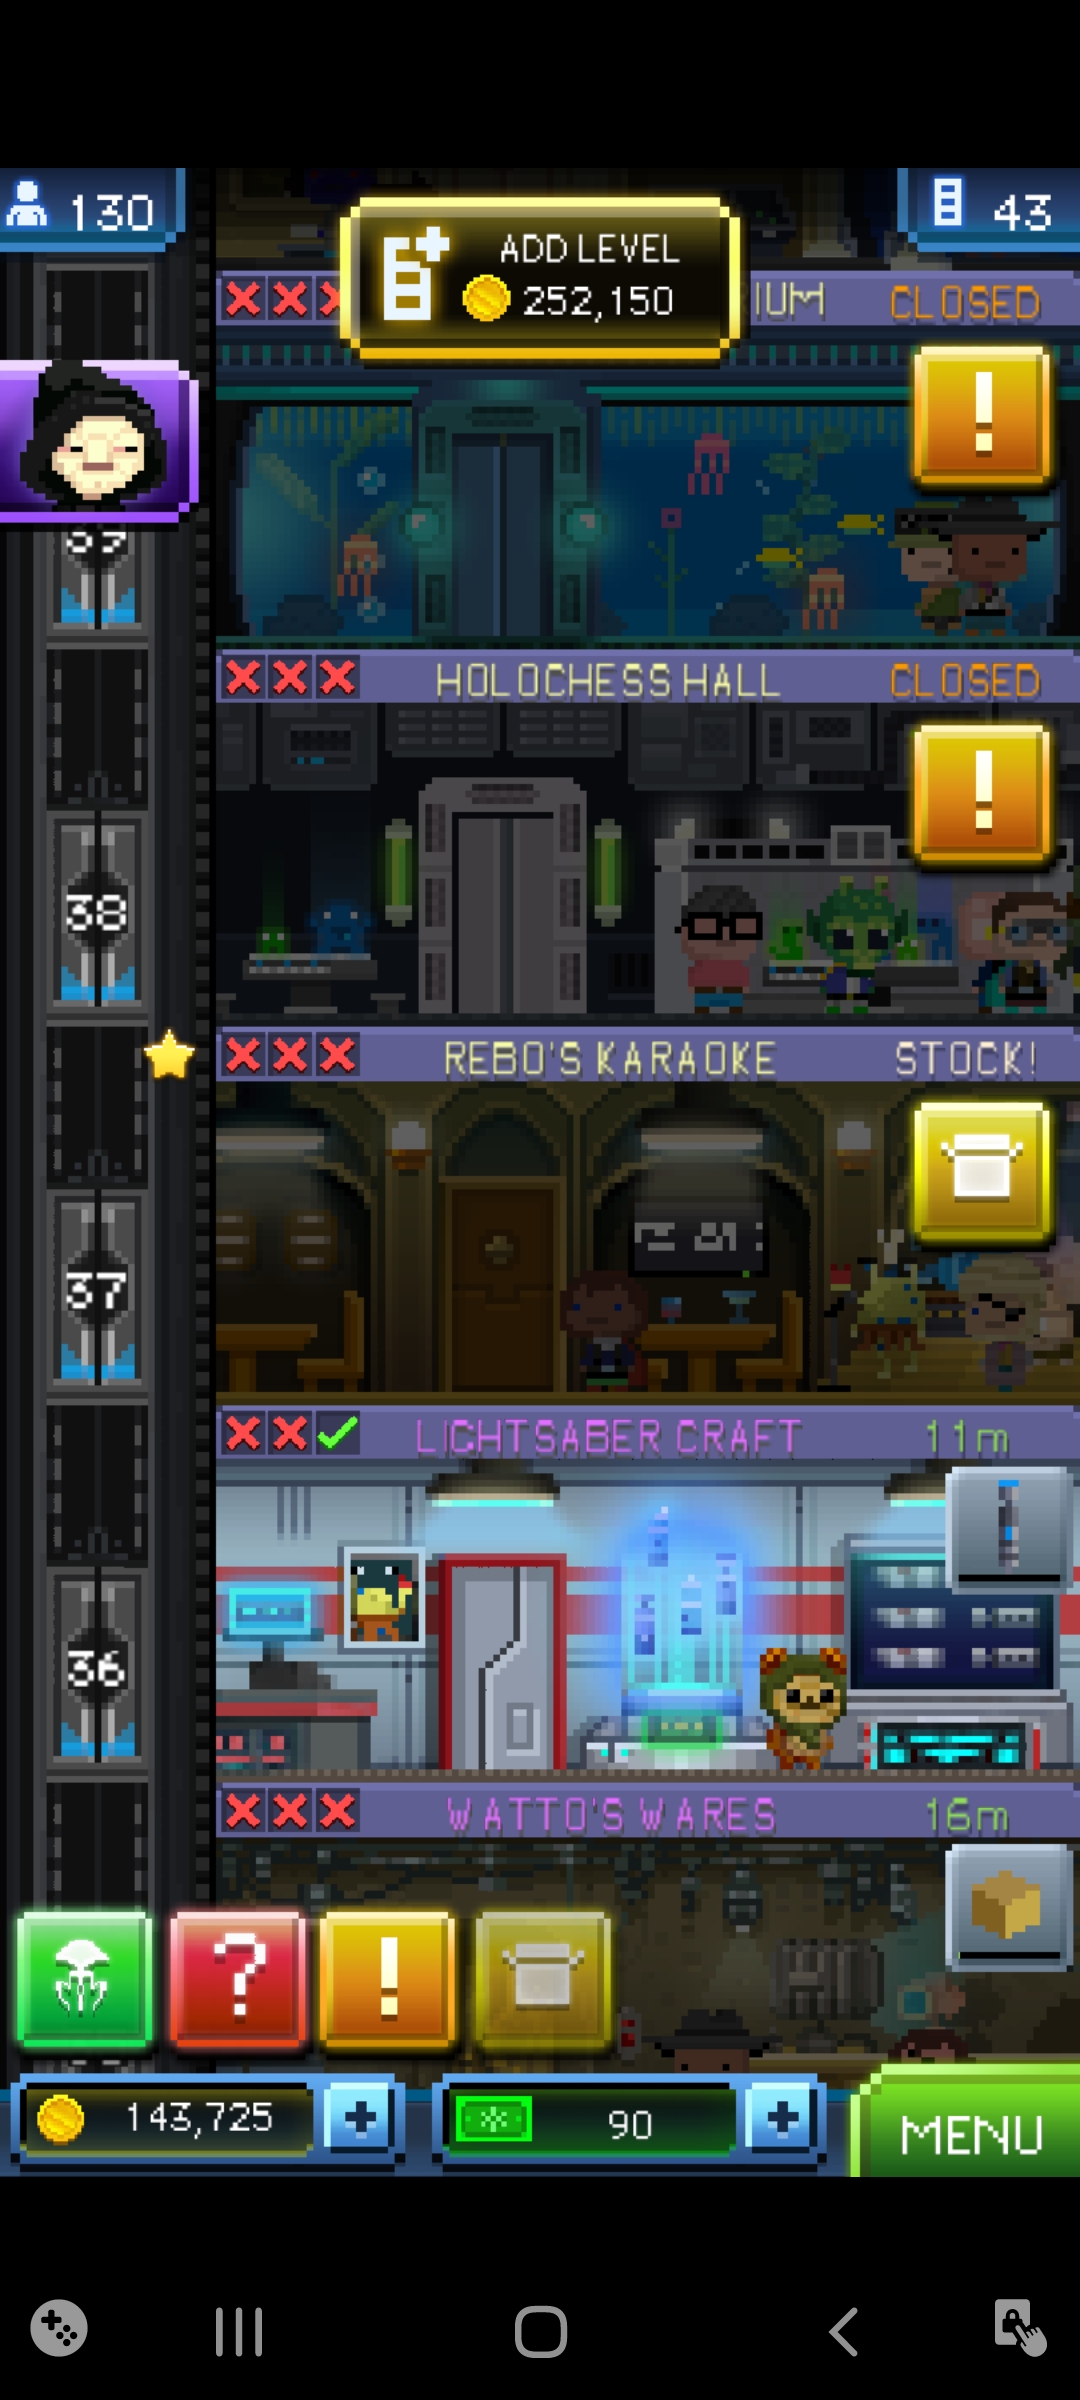 130
ADD LEVEL
252,150
43
IUM
CLOSED
HOLOCHESS HALL
CLOSED
38
REBO'S KARAOKE
STOCK!
37
LIGHTSABER CRAFT
11m
36
WATTO'S WARES
16m
143,725
90
MENU